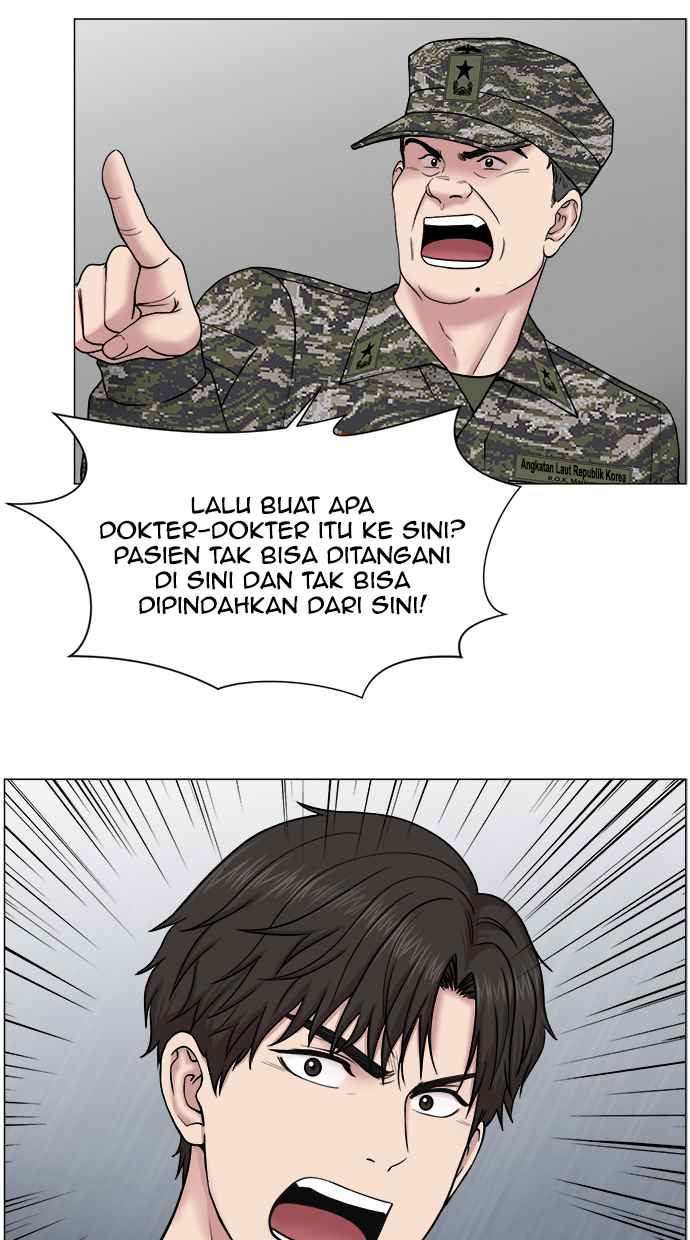 Angkatan Laut Republik Korea
LALU BUAT APA
DOKTER-DOKTER ITU KE SINI?
PASIEN TAK BISA DITANGANI
DI SINI DAN TAK BISA
DIPINDAHKAN DARI SINI!